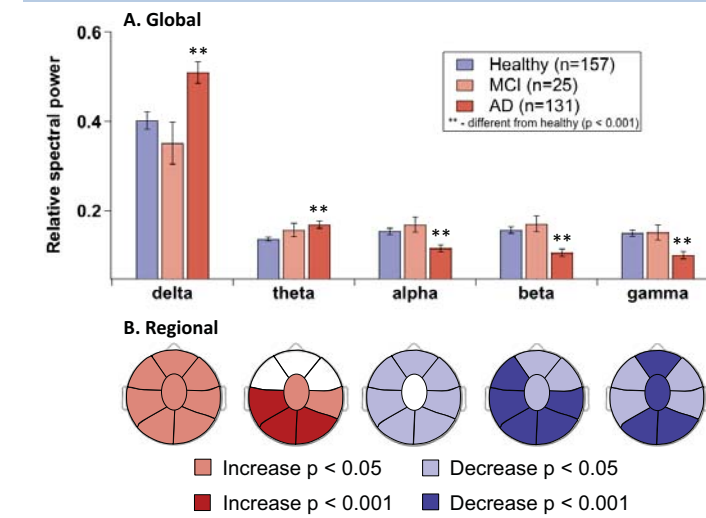 A. Global
0.6
0.4
0.2
Relative spectral power
**
**
**
**
**
Healthy (n=157)
MCI (n=25)
AD (n=131)
** - different from healthy (p < 0.001)
delta theta alpha beta gamma
B. Regional
Increase p < 0.05 Decrease p < 0.05
Increase p < 0.001 Decrease p < 0.001